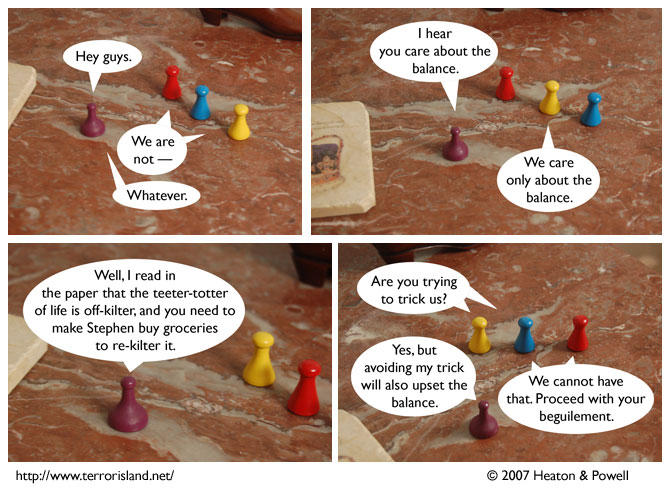 Hey guys.
We are
not —
Whatever.
I hear
you care about the
balance.
We care
only about the
balance.
Well, I read in
the paper that the teeter-totter
of life is off-kilter, and you need to
make Stephen buy groceries
to re-kilter it.
Are you trying
to trick us?
Yes, but
avoiding my trick
will also upset the
balance.
We cannot have
that. Proceed with your
beguilement.
http://www.terrorisland.net/
© 2007 Heaton & Powell